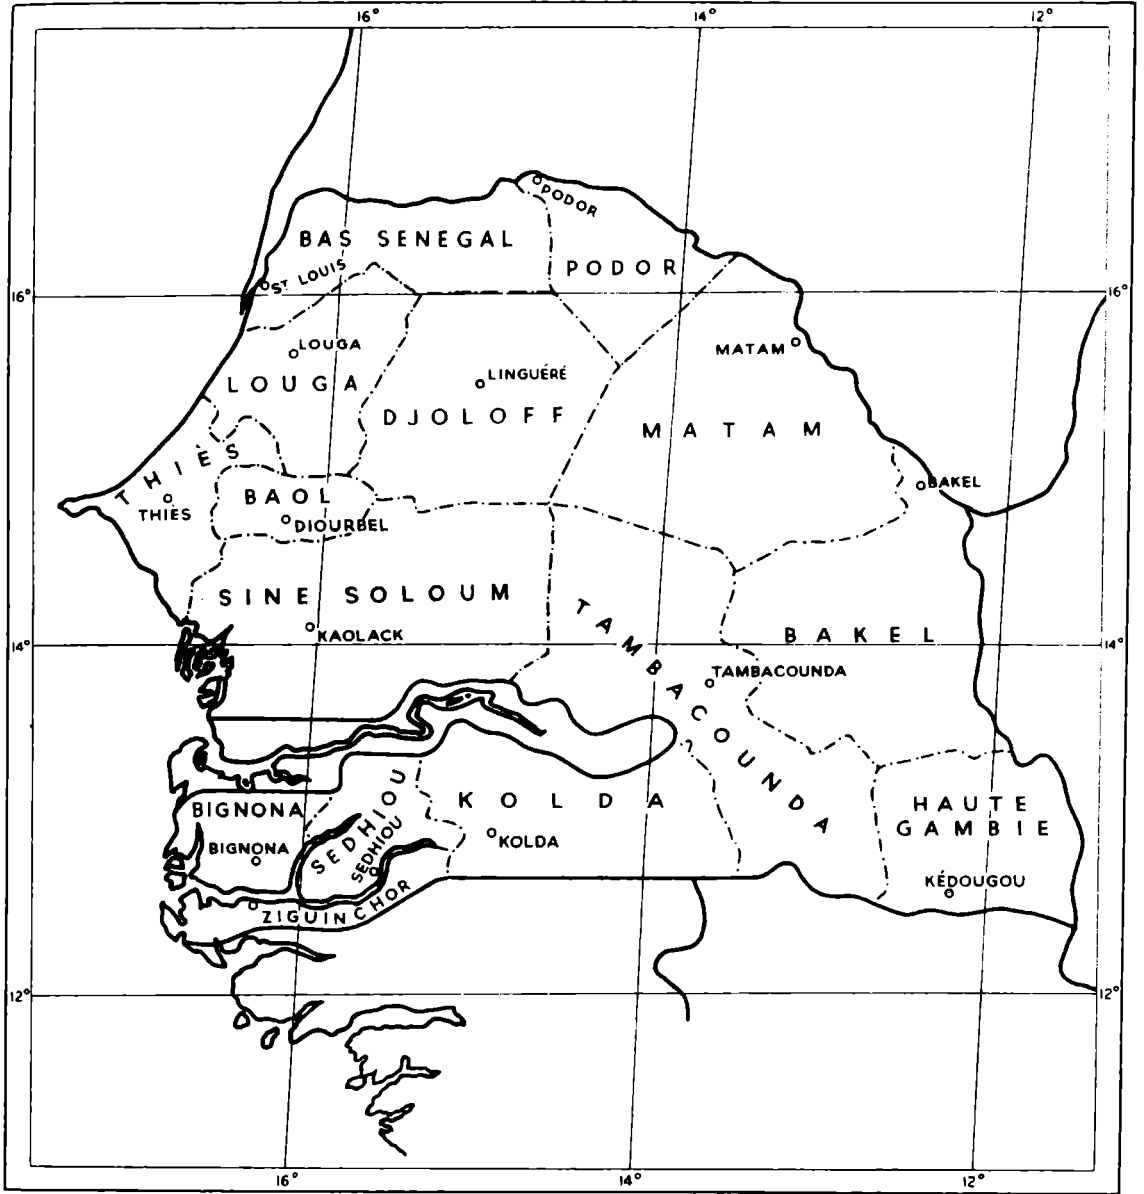 16°
14°
12°
PODOR
BAS SENEGAL
PODOR
ST LOUIS
16°
16°
LOUGA
MATAM
LINGUÉRÉ
LOUGA
DJOLOFF
MATAM
THIÈS
BAKEL
BAOL
THIES
DIOURBEL
SINE SOLOUM
TAMBACOUNDA
KAOLACK
BAKEL
14°
14°
TAMBACOUNDA
BIGNONA
SEDHIOU
KOLDA
HAUTE
GAMBIE
BIGNONA
SEDHIOU
KOLDA
KÉDOUGOU
ZIGUINCHOR
12°
12°
16°
14°
12°